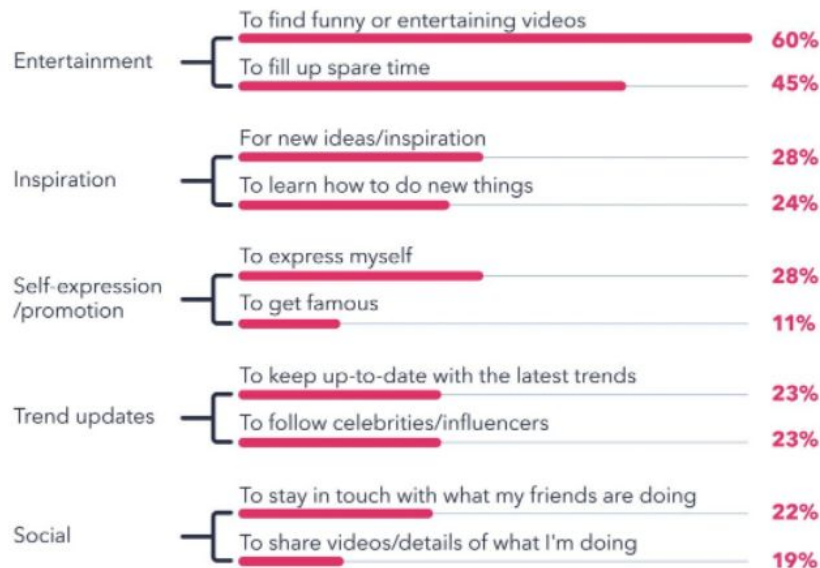 To find funny or entertaining videos
60%
Entertainment
To fill up spare time
45%
For new ideas/inspiration
28%
Inspiration
To learn how to do new things
24%
To express myself
28%
Self-expression
/promotion
To get famous
11%
To keep up-to-date with the latest trends
23%
Trend updates
To follow celebrities/influencers
23%
To stay in touch with what my friends are doing
22%
Social
To share videos/details of what I'm doing
19%